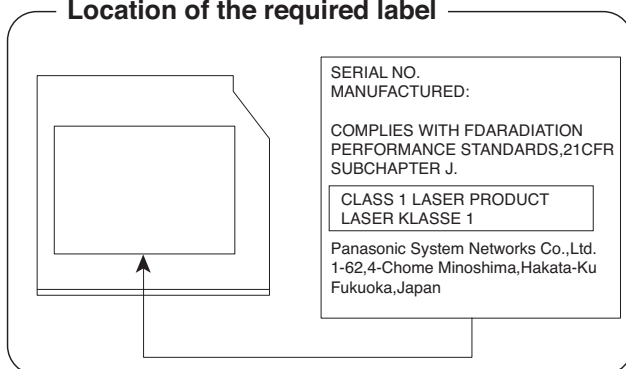 Location of the required label
SERIAL NO.
MANUFACTURED:
COMPLIES WITH FDARADIATION
PERFORMANCE STANDARDS,21CFR
SUBCHAPTER J.
CLASS 1 LASER PRODUCT
LASER KLASSE 1
Panasonic System Networks Co.,Ltd.
1-62,4-Chome Minoshima,Hakata-Ku
Fukuoka,Japan